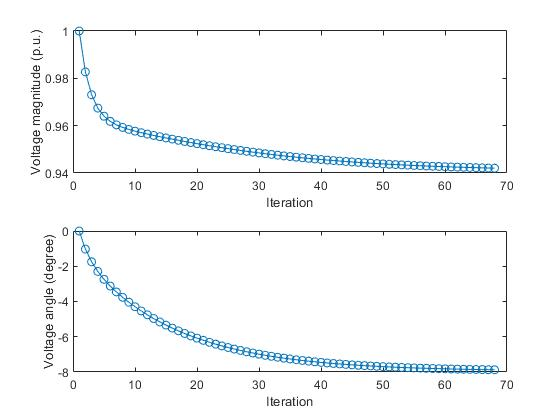 Voltage magnitude (p.u.)
1
0.98
0.96
0.94
0 10 20 30 40 50 60 70
Iteration
Voltage angle (degree)
0
-2
-4
-6
-8
0 10 20 30 40 50 60 70
Iteration